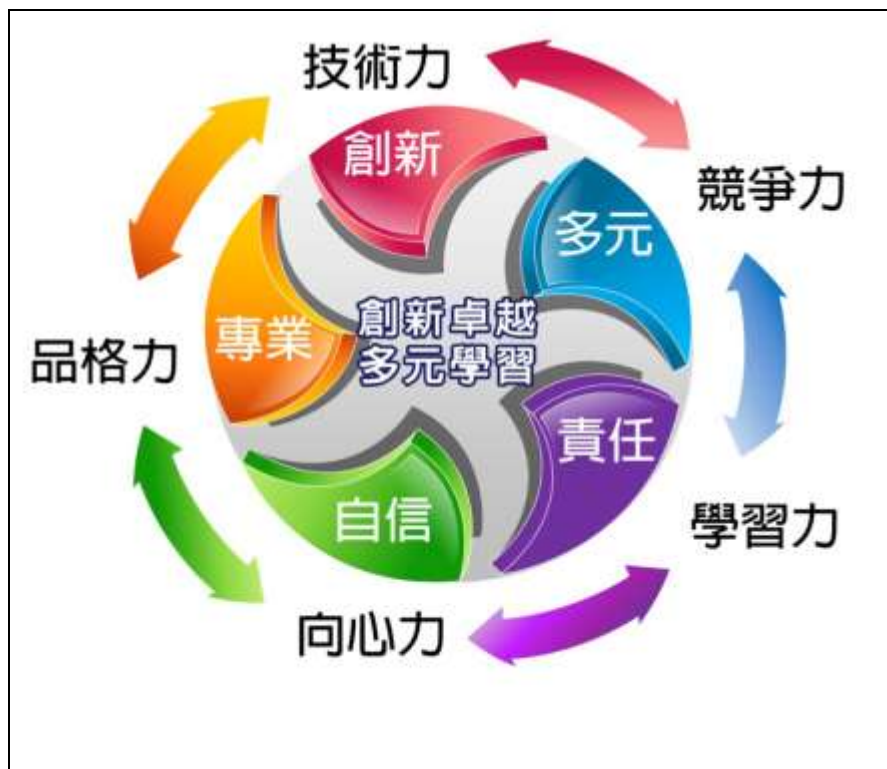 技術力
創新
競爭力
多元
創新卓越
多元學習
專業
品格力
責任
自信
學習力
向心力